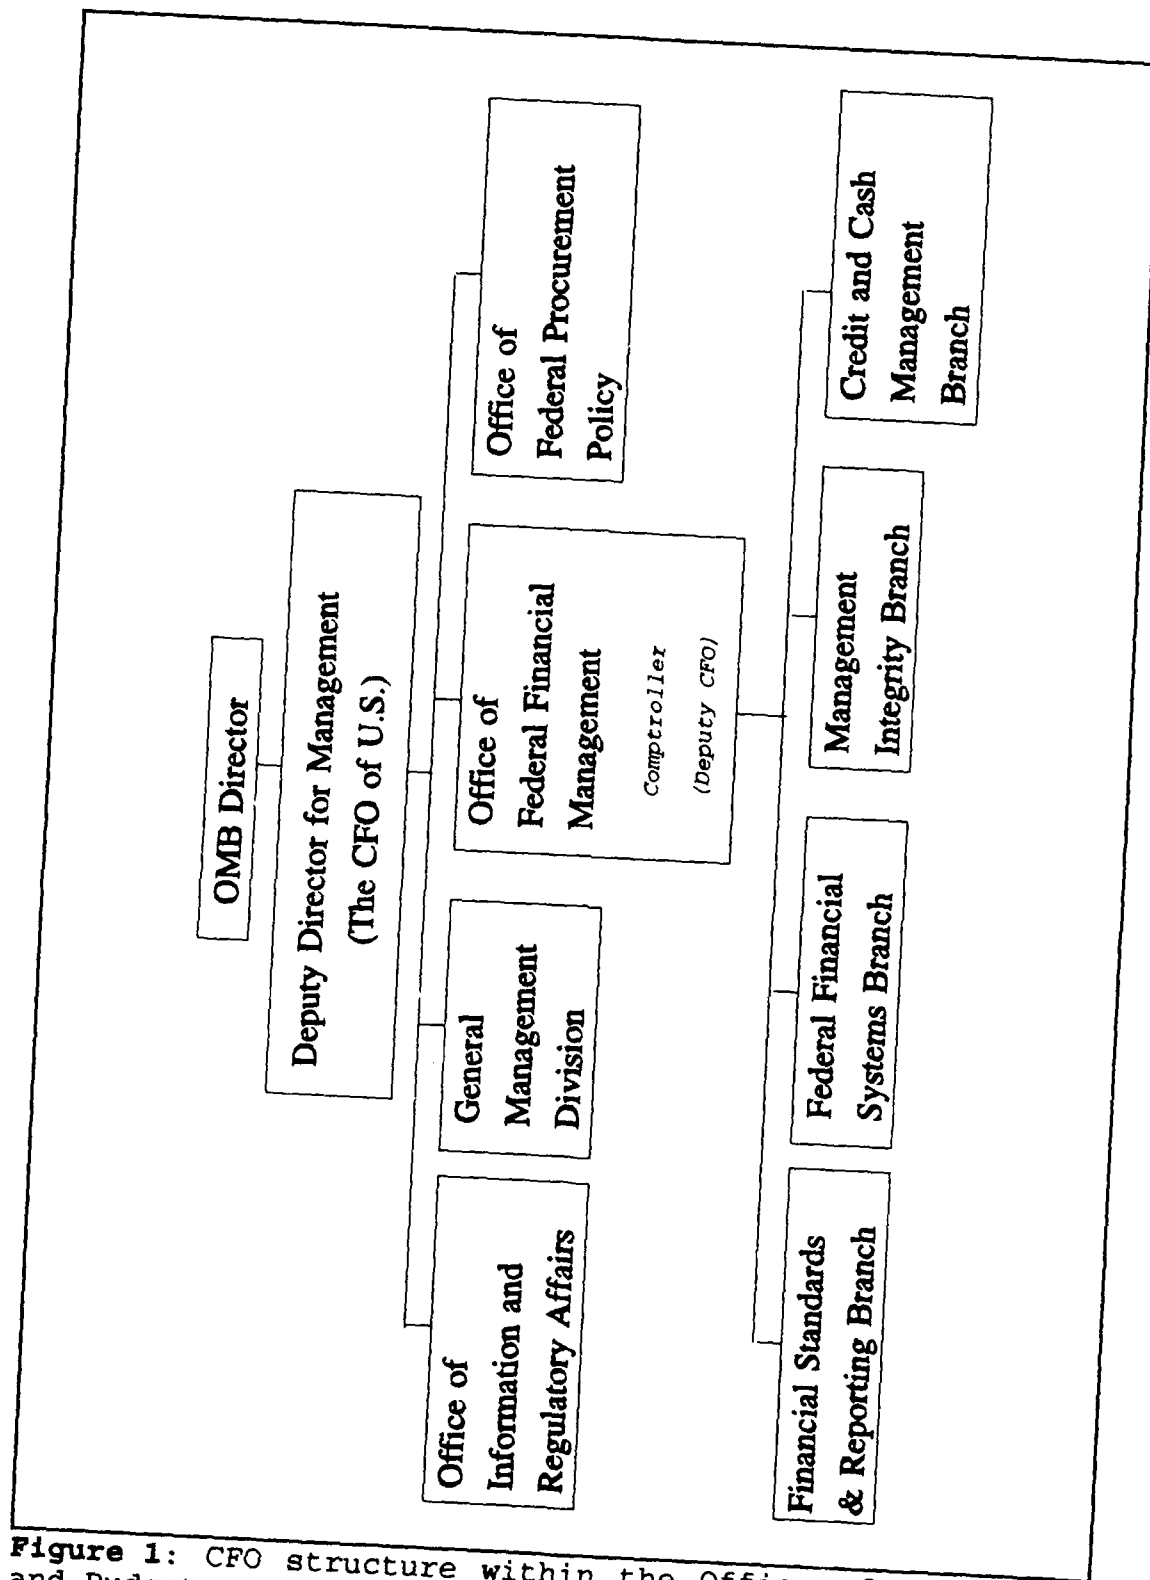 OMB Director
Deputy Director for Management
(The CFO of U.S.)
Office of
Information and
Regulatory Affairs
General
Management
Division
Office of
Federal Financial
Management
Comptroller
(Deputy CFO)
Office of
Federal Procurement
Policy
Financial Standards
& Reporting Branch
Federal Financial
Systems Branch
Management
Integrity Branch
Credit and Cash
Management
Branch
Figure 1: CFO structure within the
and